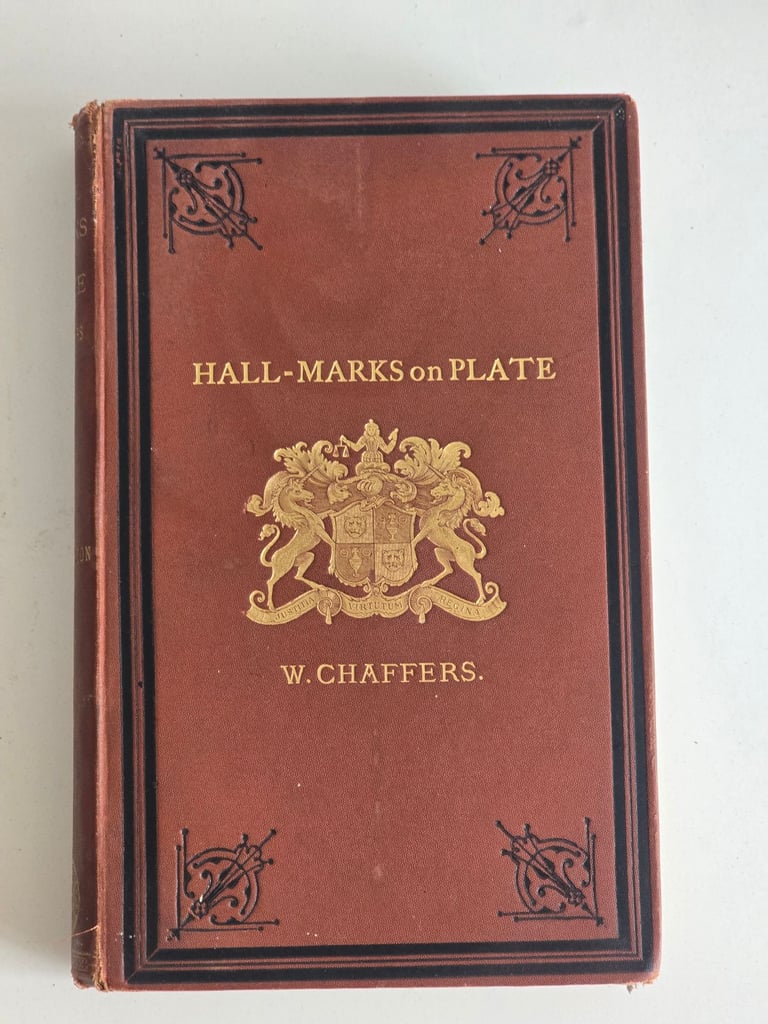 HALL-MARKS on PLATE
JUSTITIA VIRTUTUM REGINA
W. CHAFFERS.